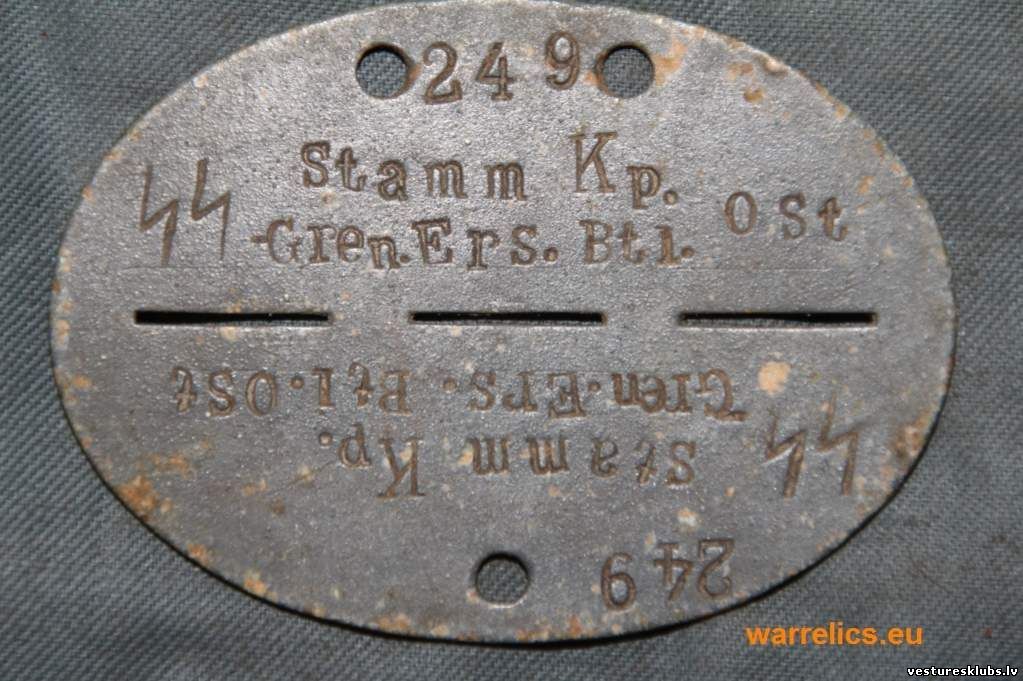 249
Stamm Kp.
ᛋᛋ-Gren.Ers. Btl. Ost
ᛋᛋ-Gren.Ers. Btl.Ost
Stamm Kp.
249
warrelics.eu
vesturesklubs.lv